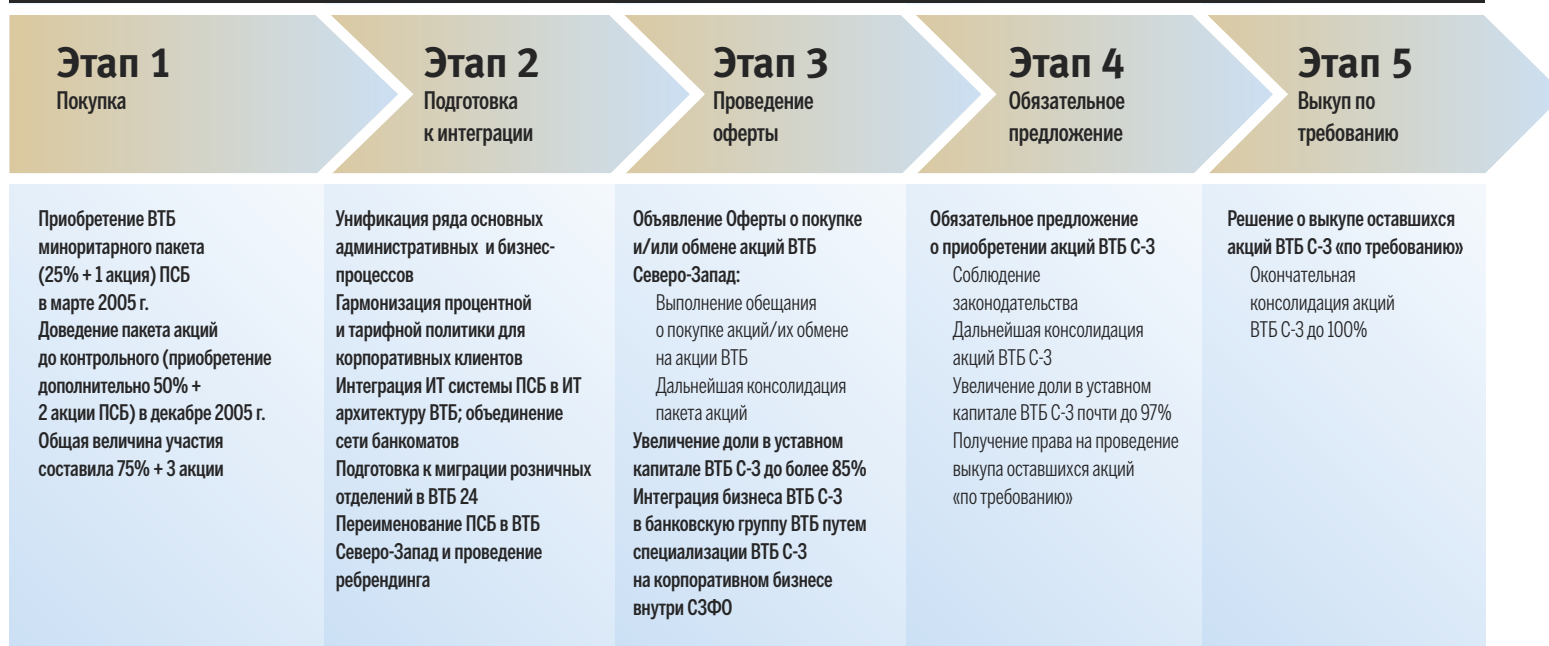 Этап 1
Покупка
Этап 2
Подготовка
к интеграции
Этап 3
Проведение
оферты
Этап 4
Обязательное
предложение
Этап 5
Выкуп по
требованию
Приобретение ВТБ
миноритарного пакета
(25% + 1 акция) ПСБ
в марте 2005 г.
Доведение пакета акций
до контрольного (приобретение
дополнительно 50% +
2 акции ПСБ) в декабре 2005 г.
Общая величина участия
составила 75% + 3 акции
Унификация ряда основных
административных и бизнес-
процессов
Гармонизация процентной
и тарифной политики для
корпоративных клиентов
Интеграция ИТ системы ПСБ в ИТ
архитектуру ВТБ; объединение
сети банкоматов
Подготовка к миграции розничных
отделений в ВТБ 24
Переименование ПСБ в ВТБ
Северо-Запад и проведение
ребрендинга
Объявление Оферты о покупке
и/или обмене акций ВТБ
Северо-Запад:
Выполнение обещания
о покупке акций/их обмене
на акции ВТБ
Дальнейшая консолидация
пакета акций
Увеличение доли в уставном
капитале ВТБ С-З до более 85%
Интеграция бизнеса ВТБ С-З
в банковскую группу ВТБ путем
специализации ВТБ С-З
на корпоративном бизнесе
внутри СЗФО
Обязательное предложение
о приобретении акций ВТБ С-З
Соблюдение
законодательства
Дальнейшая консолидация
акций ВТБ С-З
Увеличение доли в уставном
капитале ВТБ С-З почти до 97%
Получение права на проведение
выкупа оставшихся акций
«по требованию»
Решение о выкупе оставшихся
акций ВТБ С-З «по требованию»
Окончательная
консолидация акций
ВТБ С-З до 100%